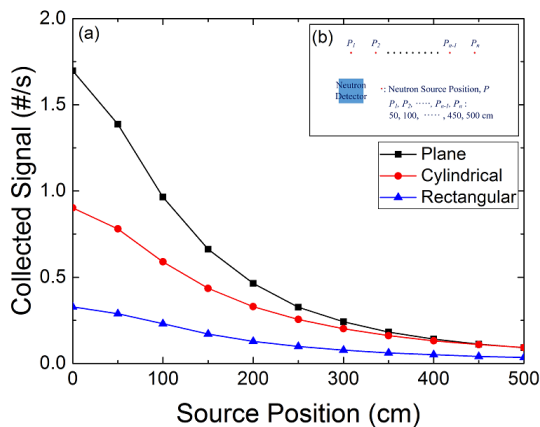 (a)
(b)
P1 P2 ·········· Pn-1 Pn
Neutron
Detector
·: Neutron Source Position, P
P1, P2, ·····, Pn-1, Pn :
50, 100, ·····, 450, 500 cm
Plane
Cylindrical
Rectangular
Collected Signal (#/s)
2.0
1.5
1.0
0.5
0.0
0 100 200 300 400 500
Source Position (cm)